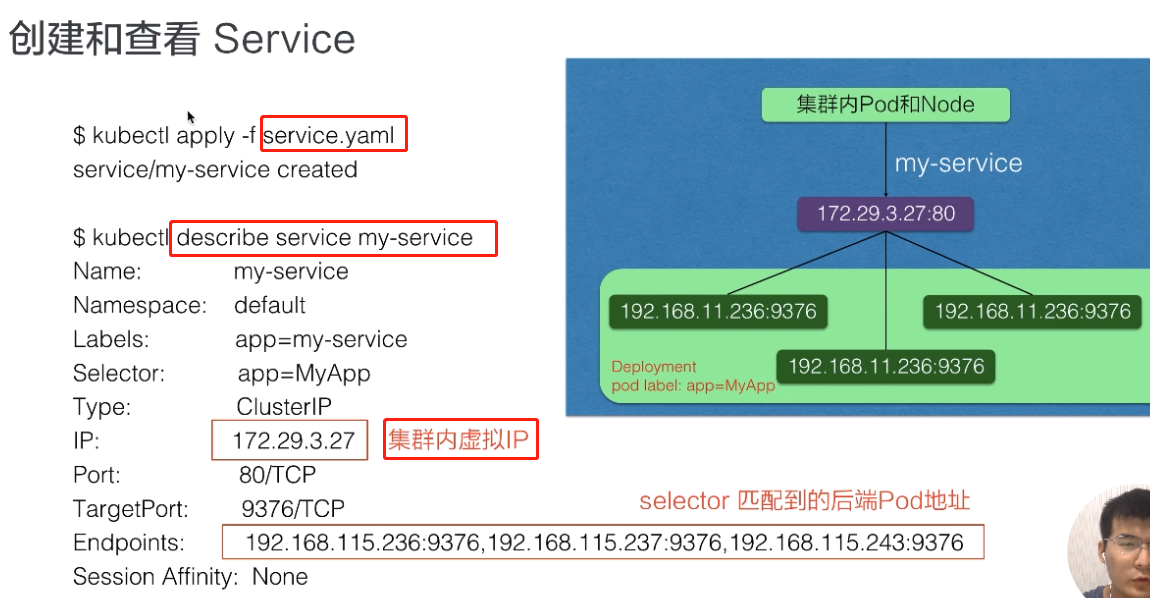 创建和查看 Service
$ kubectl apply -f service.yaml
service/my-service created
$ kubectl describe service my-service
Name: my-service
Namespace: default
Labels: app=my-service
Selector: app=MyApp
Type: ClusterIP
IP: 172.29.3.27 集群内虚拟IP
Port: 80/TCP
TargetPort: 9376/TCP
selector 匹配到的后端Pod地址
Endpoints: 192.168.115.236:9376,192.168.115.237:9376,192.168.115.243:9376
Session Affinity: None
集群内Pod和Node
my-service
172.29.3.27:80
192.168.11.236:9376
192.168.11.236:9376
192.168.11.236:9376
Deployment
pod label: app=MyApp